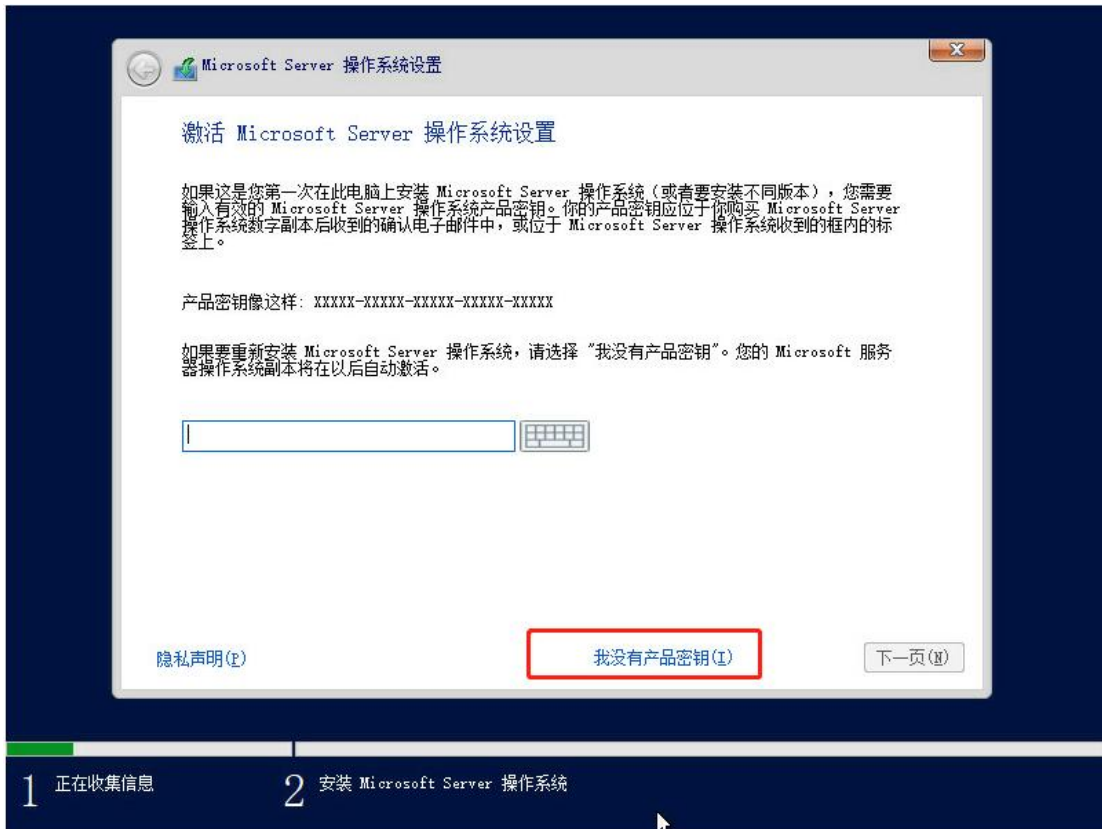 Microsoft Server 操作系统设置
激活 Microsoft Server 操作系统设置
如果这是您第一次在此电脑上安装 Microsoft Server 操作系统（或者要安装不同版本），您需要
输入有效的 Microsoft Server 操作系统产品密钥。你的产品密钥应位于你购买 Microsoft Server
操作系统数字副本后收到的确认电子邮件中，或位于 Microsoft Server 操作系统收到的框内的标
签上。
产品密钥像这样: XXXXX-XXXXX-XXXXX-XXXXX-XXXXX
如果要重新安装 Microsoft Server 操作系统，请选择 "我没有产品密钥"。您的 Microsoft 服务
器操作系统副本将在以后自动激活。
隐私声明(P)
我没有产品密钥(I)
下一页(N)
1 正在收集信息
2 安装 Microsoft Server 操作系统